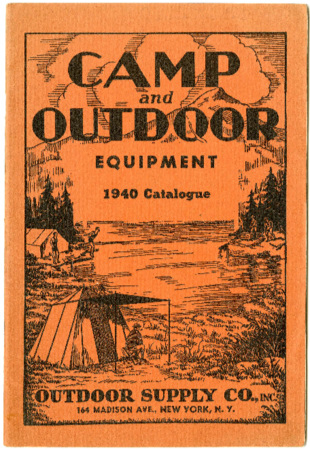 CAMP
and
OUTDOOR
EQUIPMENT
1940 Catalogue
OUTDOOR SUPPLY CO., INC.
164 MADISON AVE., NEW YORK, N. Y.